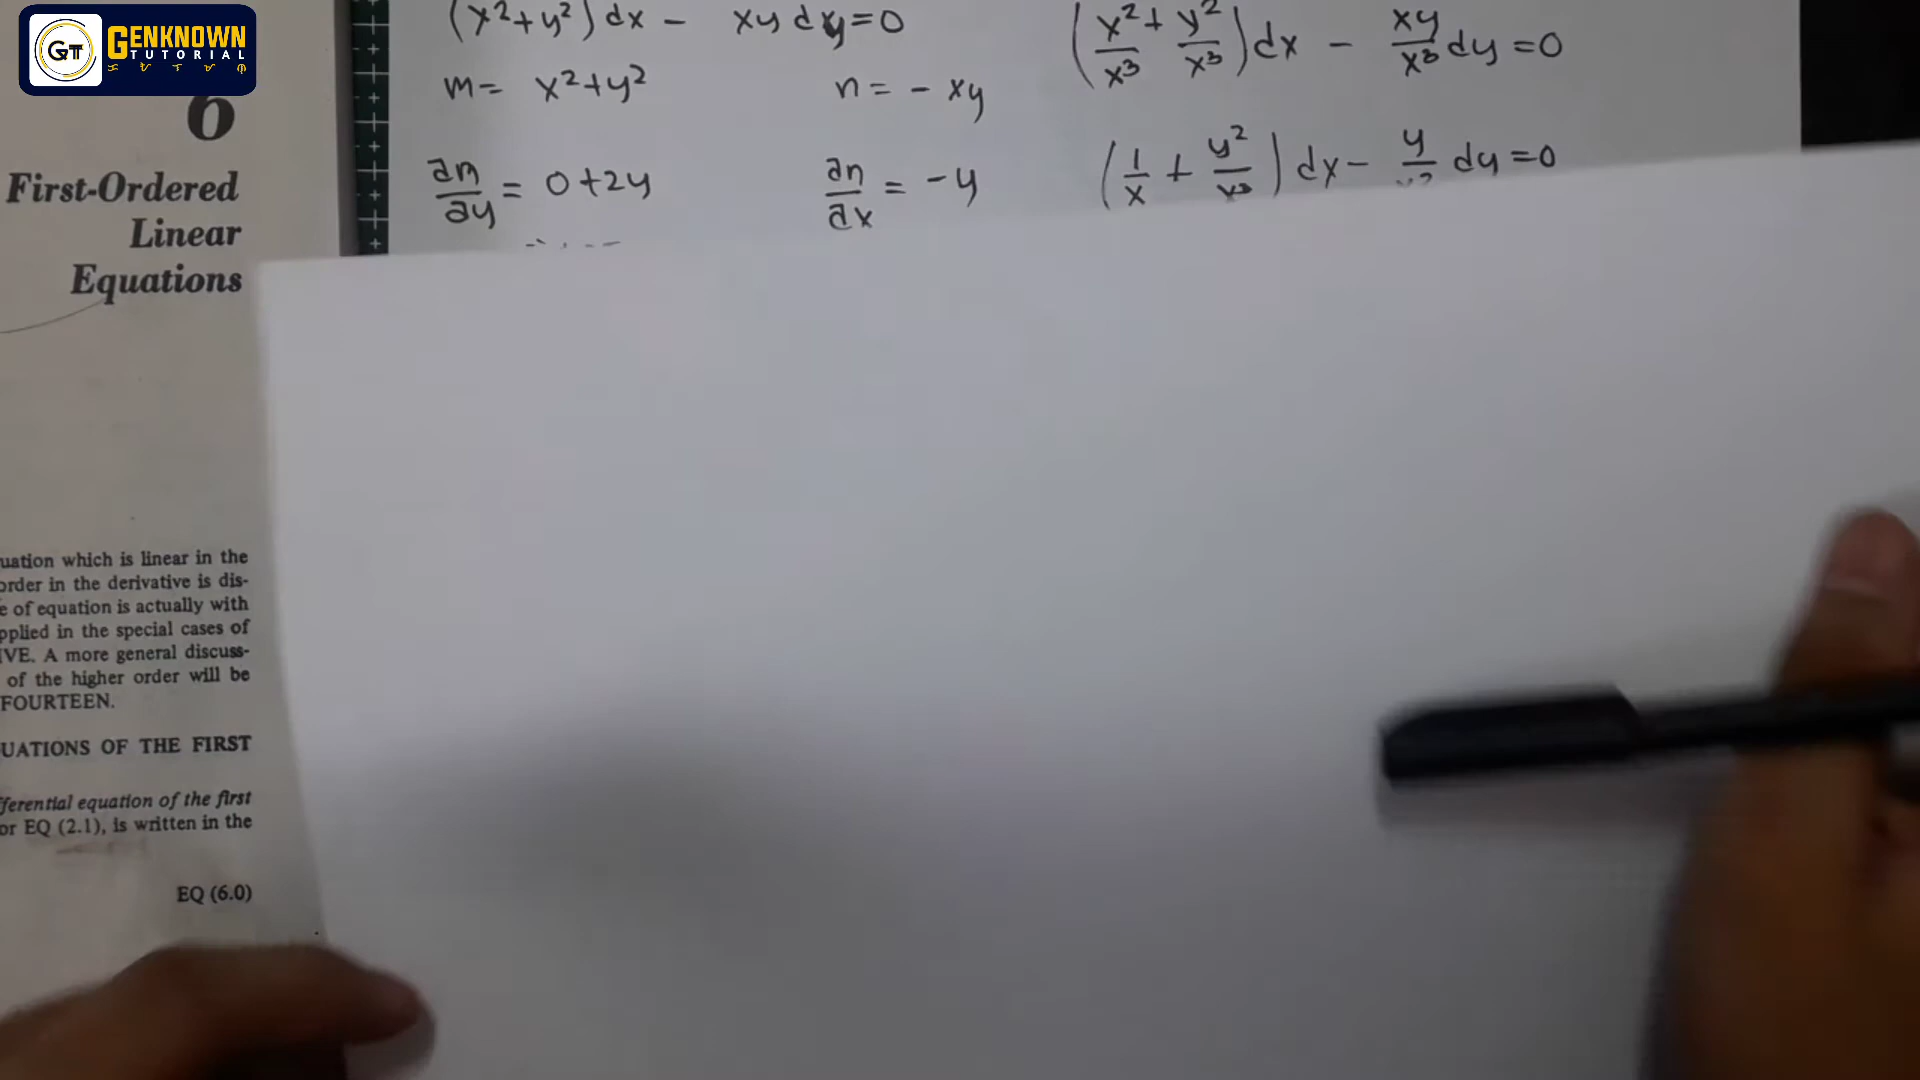 GENKNOWN
GT
TUTORIAL
6
First-Ordered
Linear
Equations
uation which is linear in the
order in the derivative is dis-
e of equation is actually with
pplied in the special cases of
IVE. A more general discuss-
of the higher order will be
FOURTEEN.
UATIONS OF THE FIRST
fferential equation of the first
or EQ (2.1), is written in the
EQ (6.0)
(x²+y²)dx - xy dy=0
m= x²+y² n= -xy
∂m/∂y = 0+2y ∂n/∂x = -y
(x²/x³ + y²/x³)dx - xy/x³ dy =0
(1/x + y²/x³)dx - y/x² dy =0